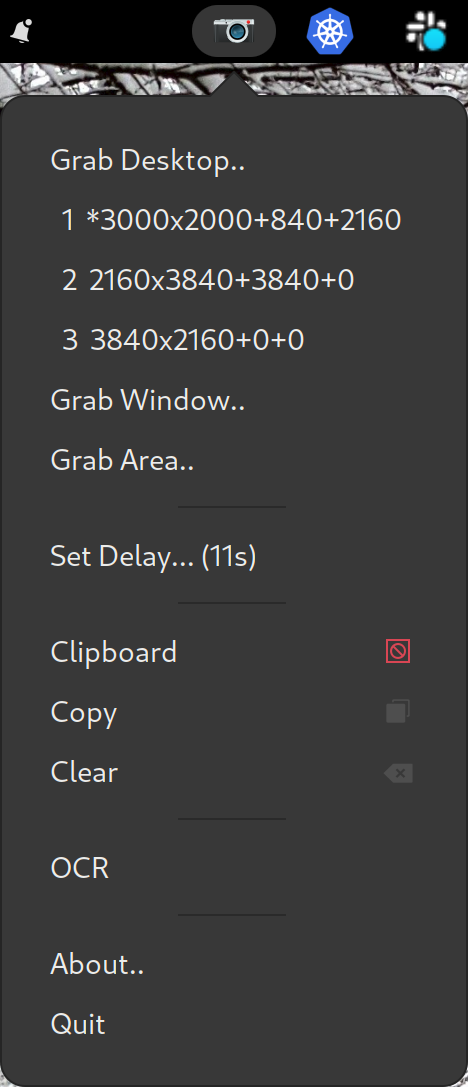 Grab Desktop..
1 *3000x2000+840+2160
2 2160x3840+3840+0
3 3840x2160+0+0
Grab Window..
Grab Area..
Set Delay... (11s)
Clipboard
Copy
Clear
OCR
About..
Quit